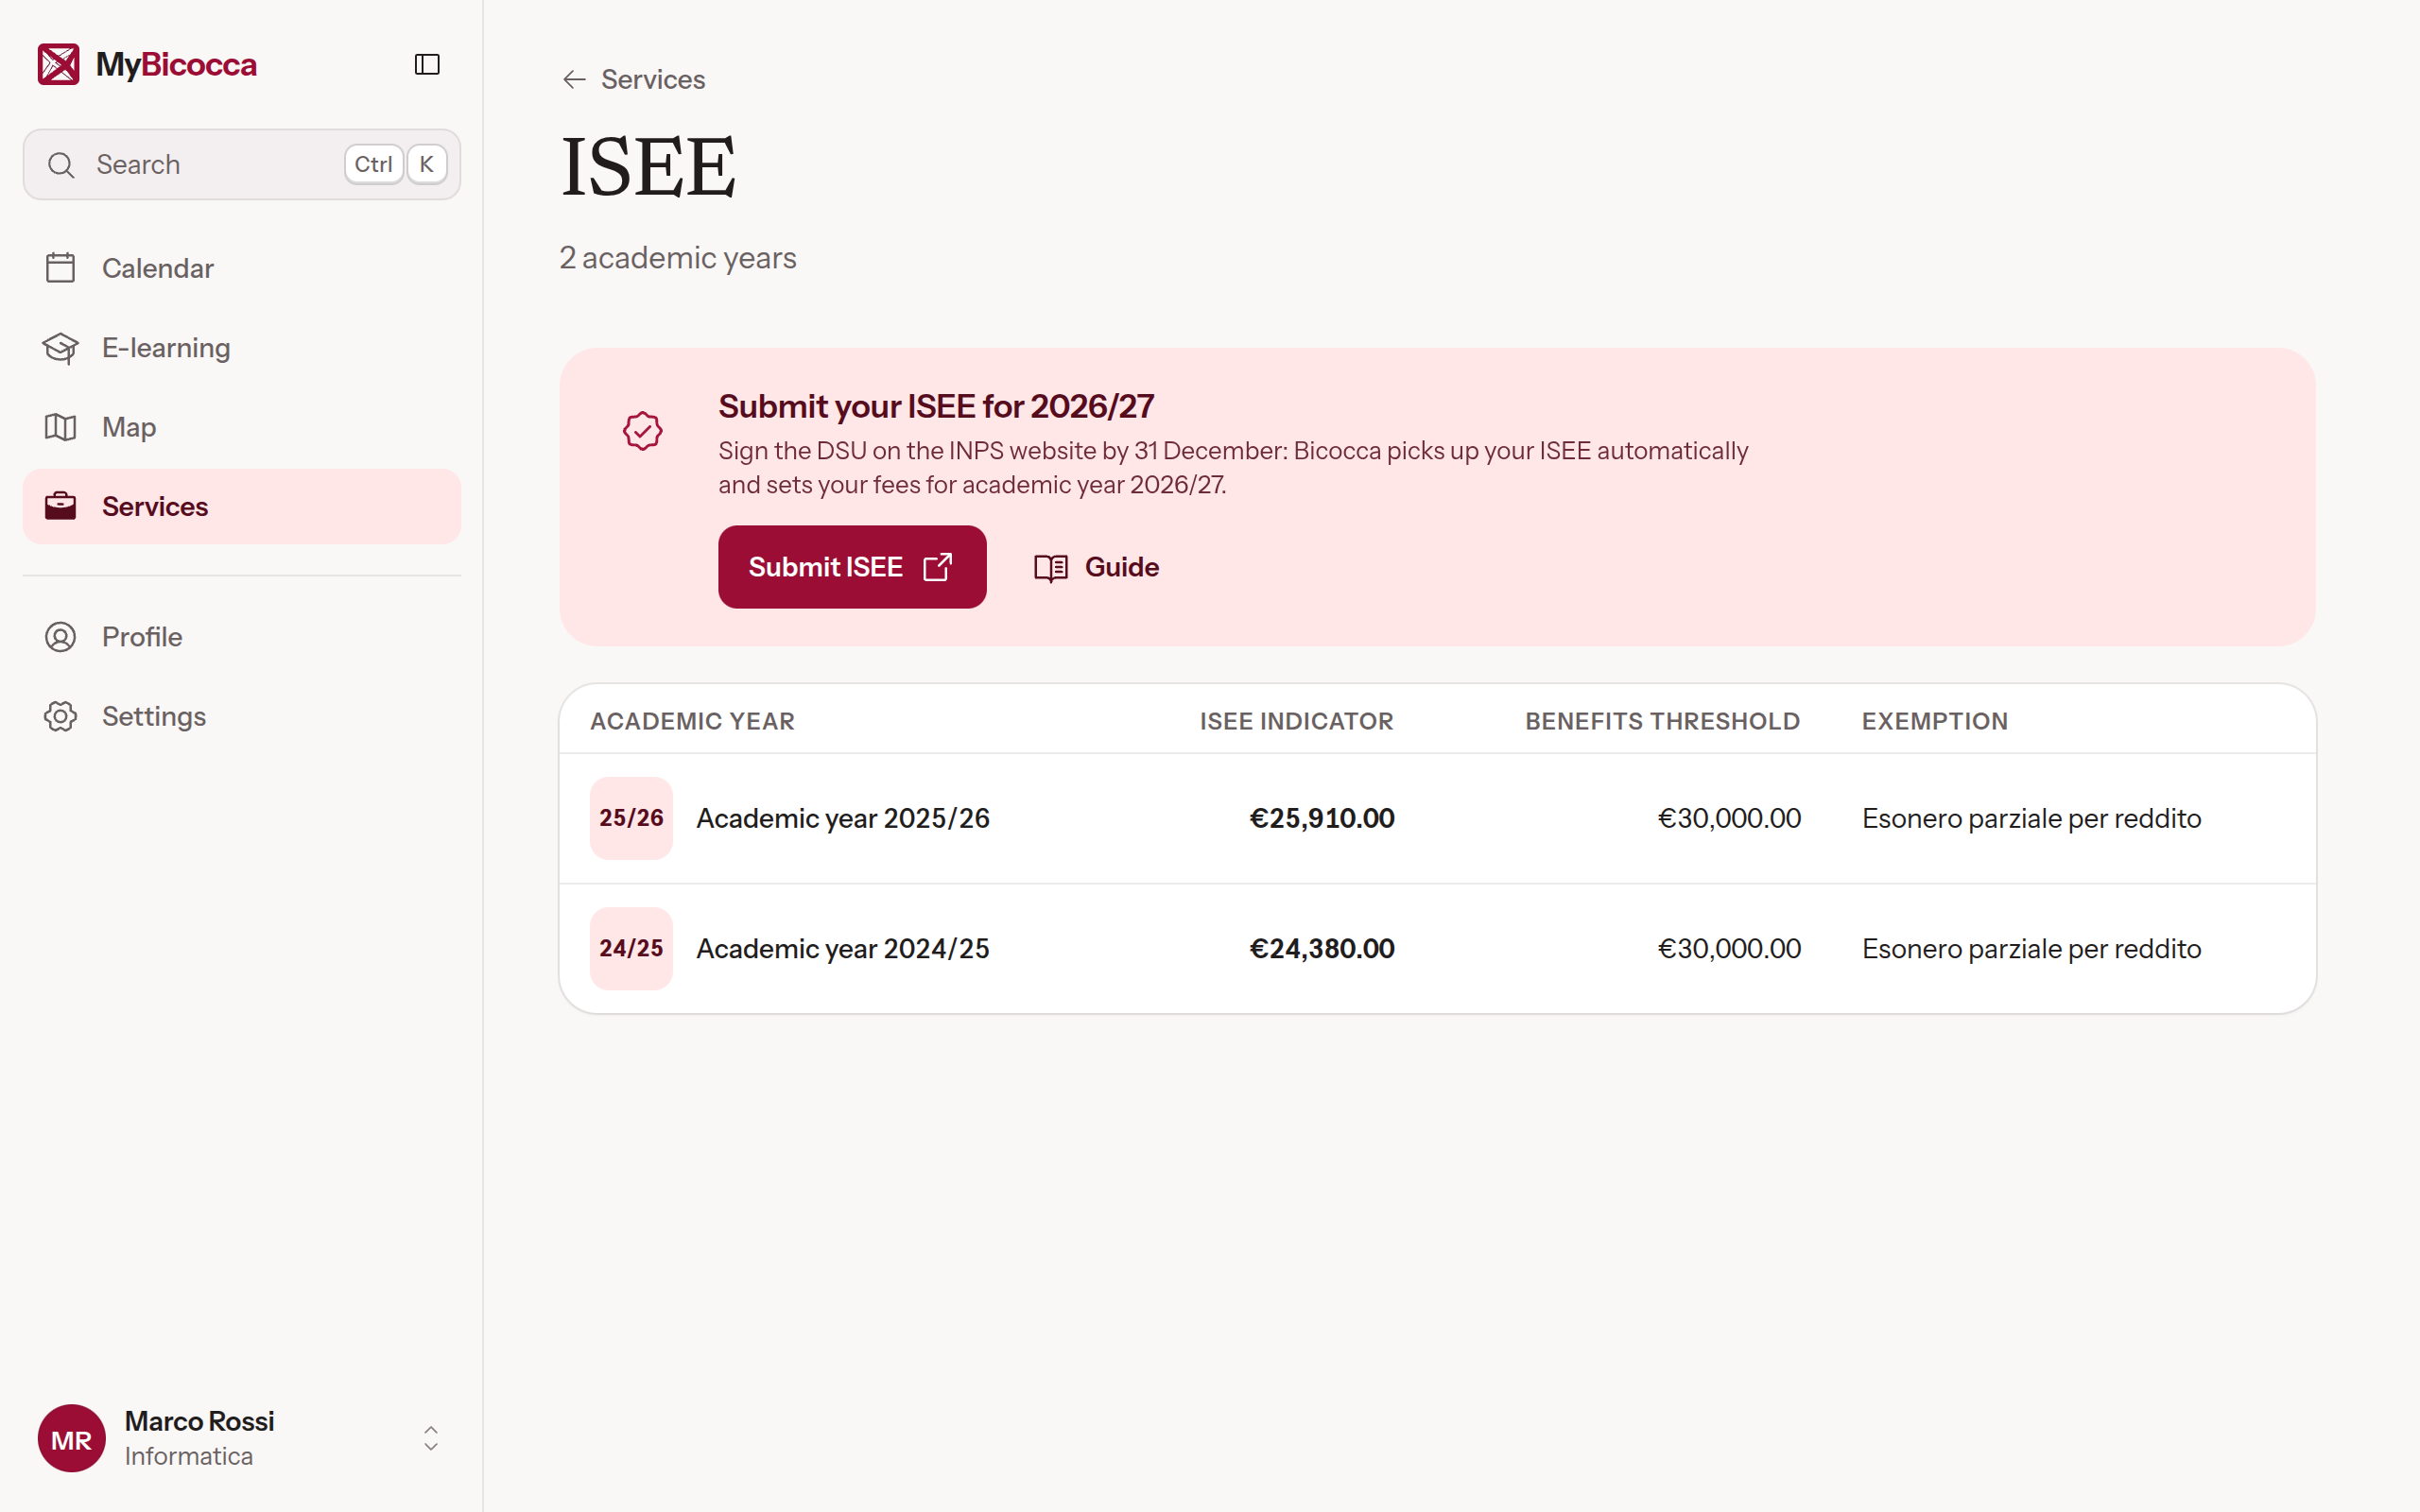 MyBicocca
Search Ctrl K
Calendar
E-learning
Map
Services
Profile
Settings
Marco Rossi
Informatica
MR
Services
ISEE
2 academic years
Submit your ISEE for 2026/27
Sign the DSU on the INPS website by 31 December: Bicocca picks up your ISEE automatically
and sets your fees for academic year 2026/27.
Submit ISEE Guide
ACADEMIC YEAR ISEE INDICATOR BENEFITS THRESHOLD EXEMPTION
25/26 Academic year 2025/26 €25,910.00 €30,000.00 Esonero parziale per reddito
24/25 Academic year 2024/25 €24,380.00 €30,000.00 Esonero parziale per reddito